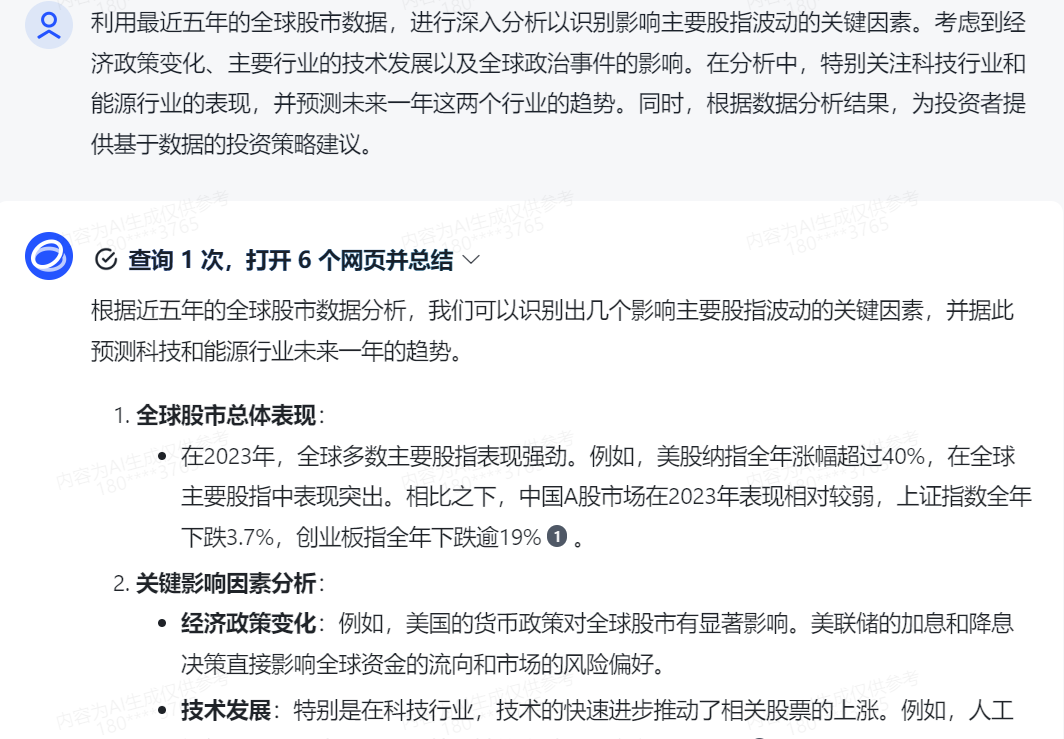 利用最近五年的全球股市数据，进行深入分析以识别影响主要股指波动的关键因素。考虑到经
济政策变化、主要行业的技术发展以及全球政治事件的影响。在分析中，特别关注科技行业和
能源行业的表现，并预测未来一年这两个行业的趋势。同时，根据数据分析结果，为投资者提
供基于数据的投资策略建议。
查询 1 次，打开 6 个网页并总结
根据近五年的全球股市数据分析，我们可以识别出几个影响主要股指波动的关键因素，并据此
预测科技和能源行业未来一年的趋势。
1. 全球股市总体表现：
• 在2023年，全球多数主要股指表现强劲。例如，美股纳指全年涨幅超过40%，在全球
主要股指中表现突出。相比之下，中国A股市场在2023年表现相对较弱，上证指数全年
下跌3.7%，创业板指全年下跌逾19% 1 。
2. 关键影响因素分析：
• 经济政策变化：例如，美国的货币政策对全球股市有显著影响。美联储的加息和降息
决策直接影响全球资金的流向和市场的风险偏好。
• 技术发展：特别是在科技行业，技术的快速进步推动了相关股票的上涨。例如，人工
内容为AI生成仅供参考
180****3765